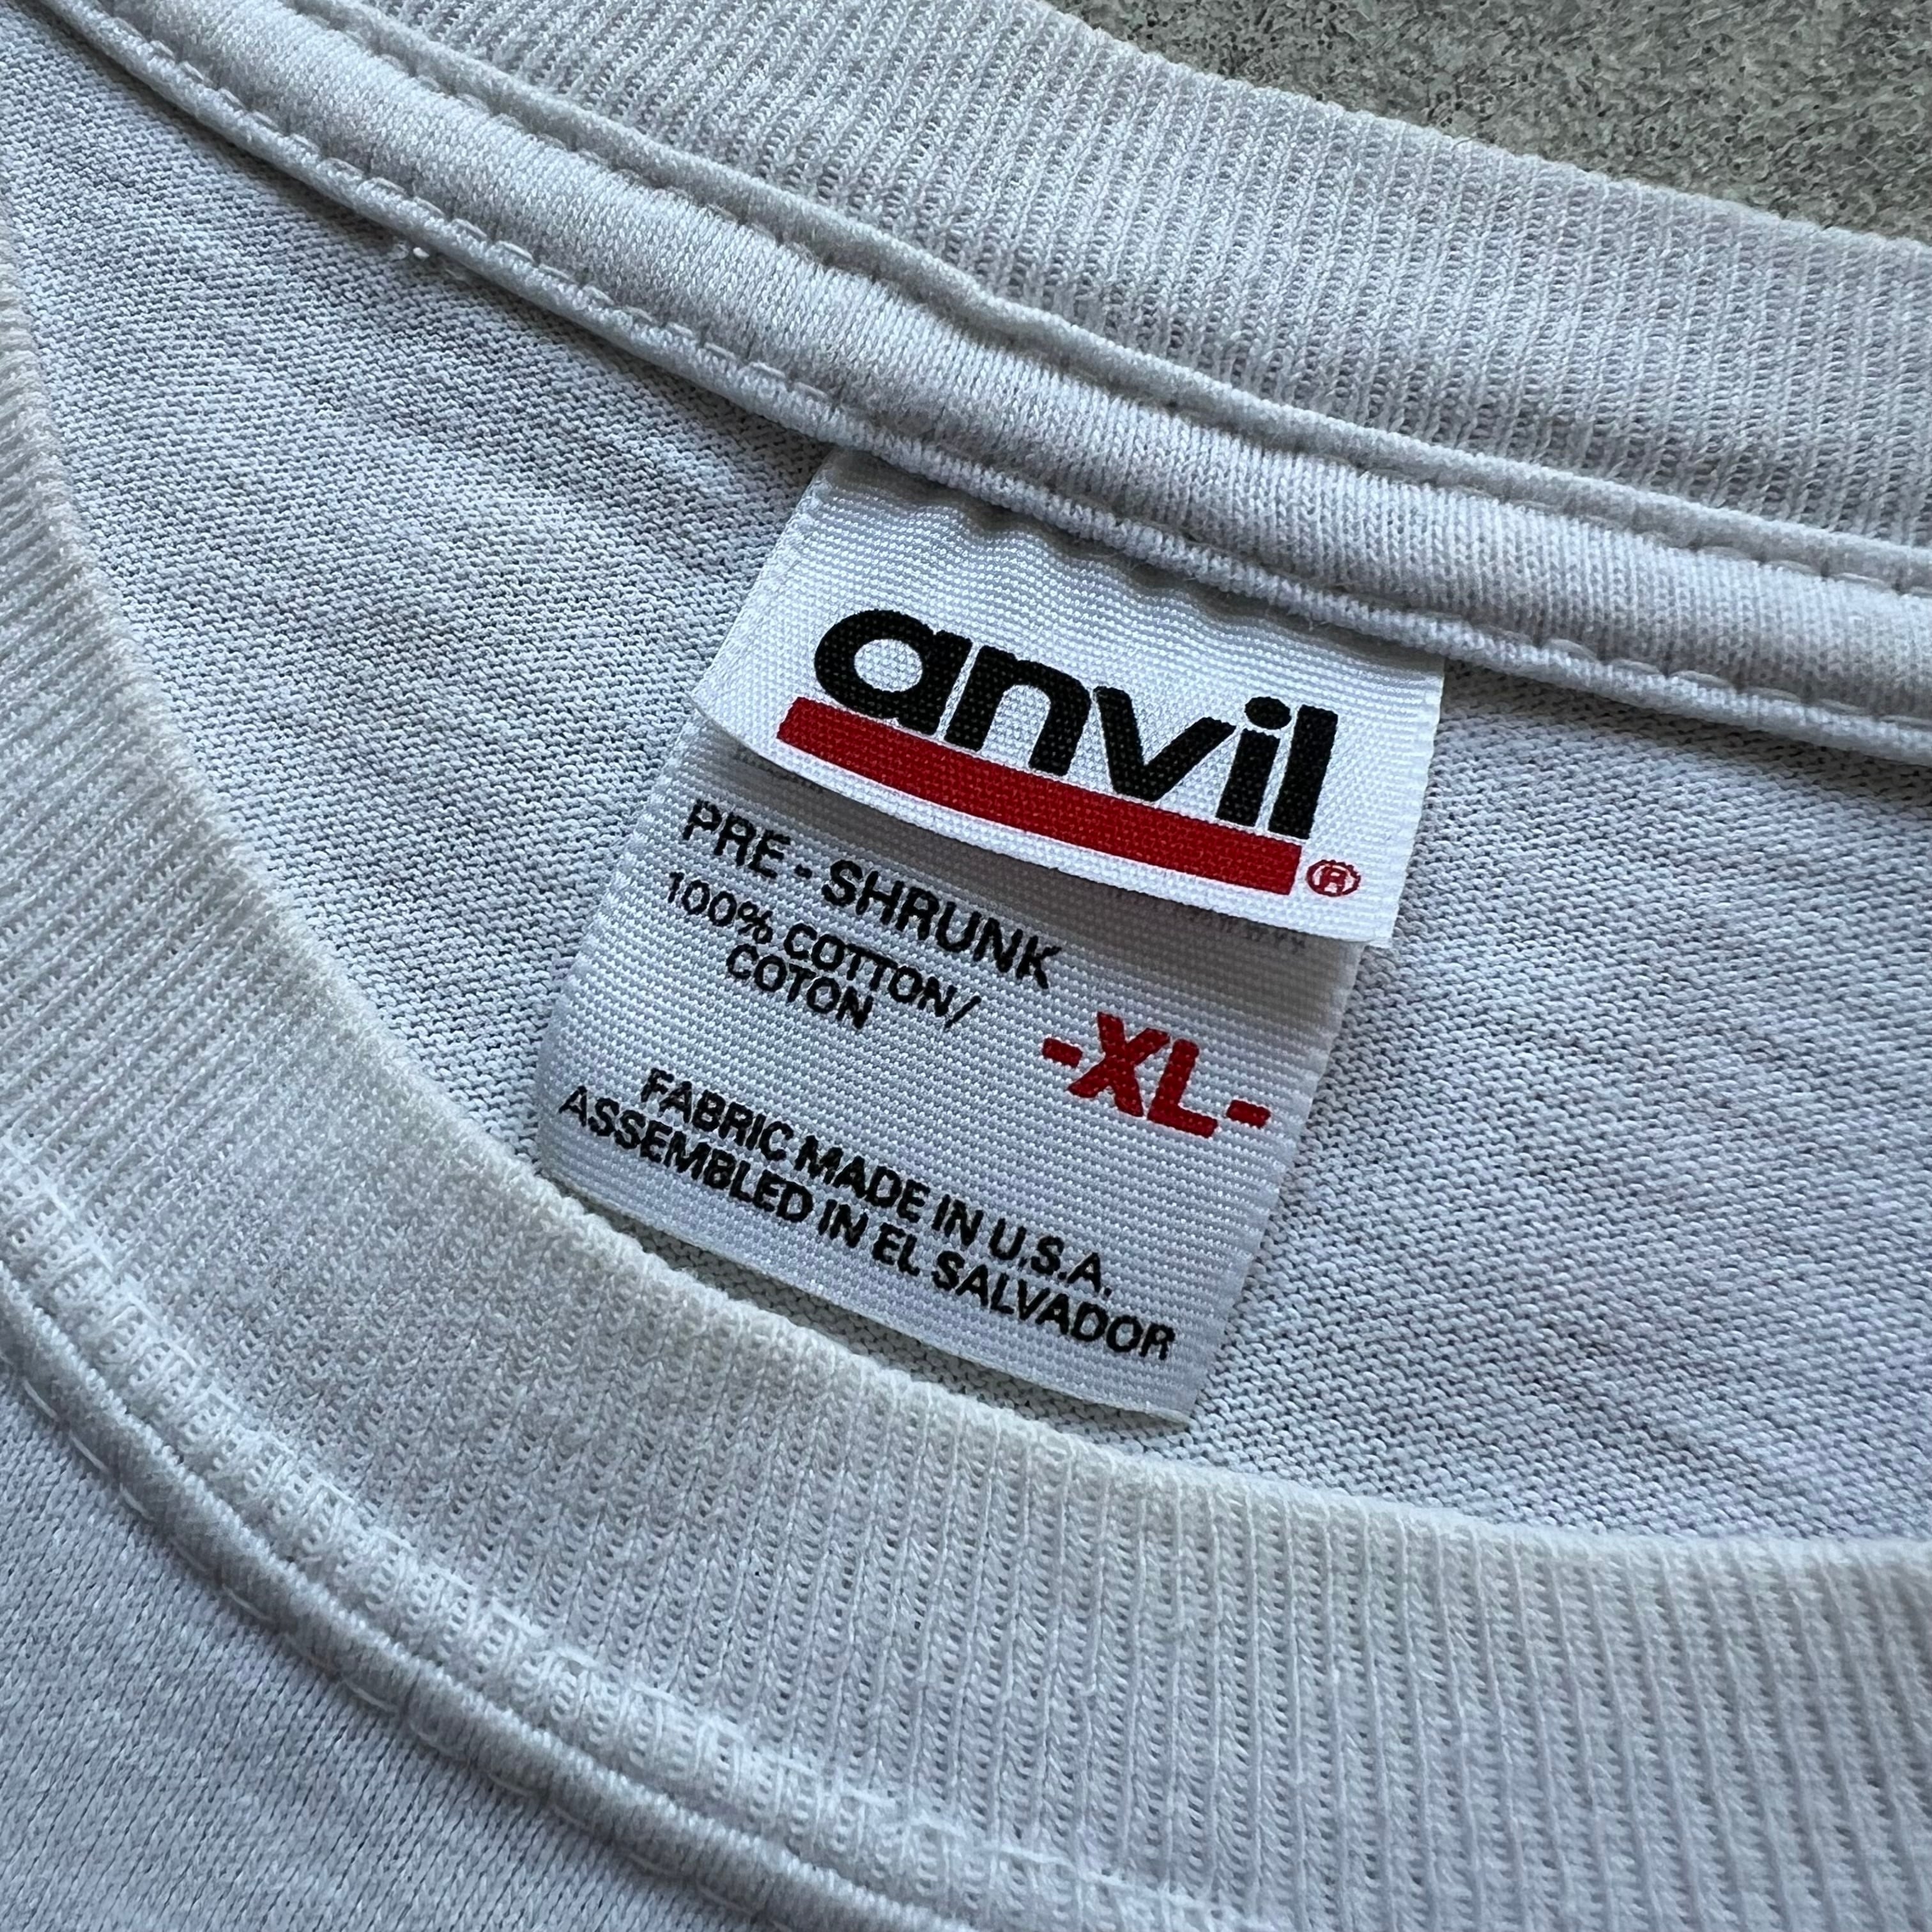 anvil®
PRE-SHRUNK
100% COTTON/
COTON
-XL-
FABRIC MADE IN U.S.A.
ASSEMBLED IN EL SALVADOR